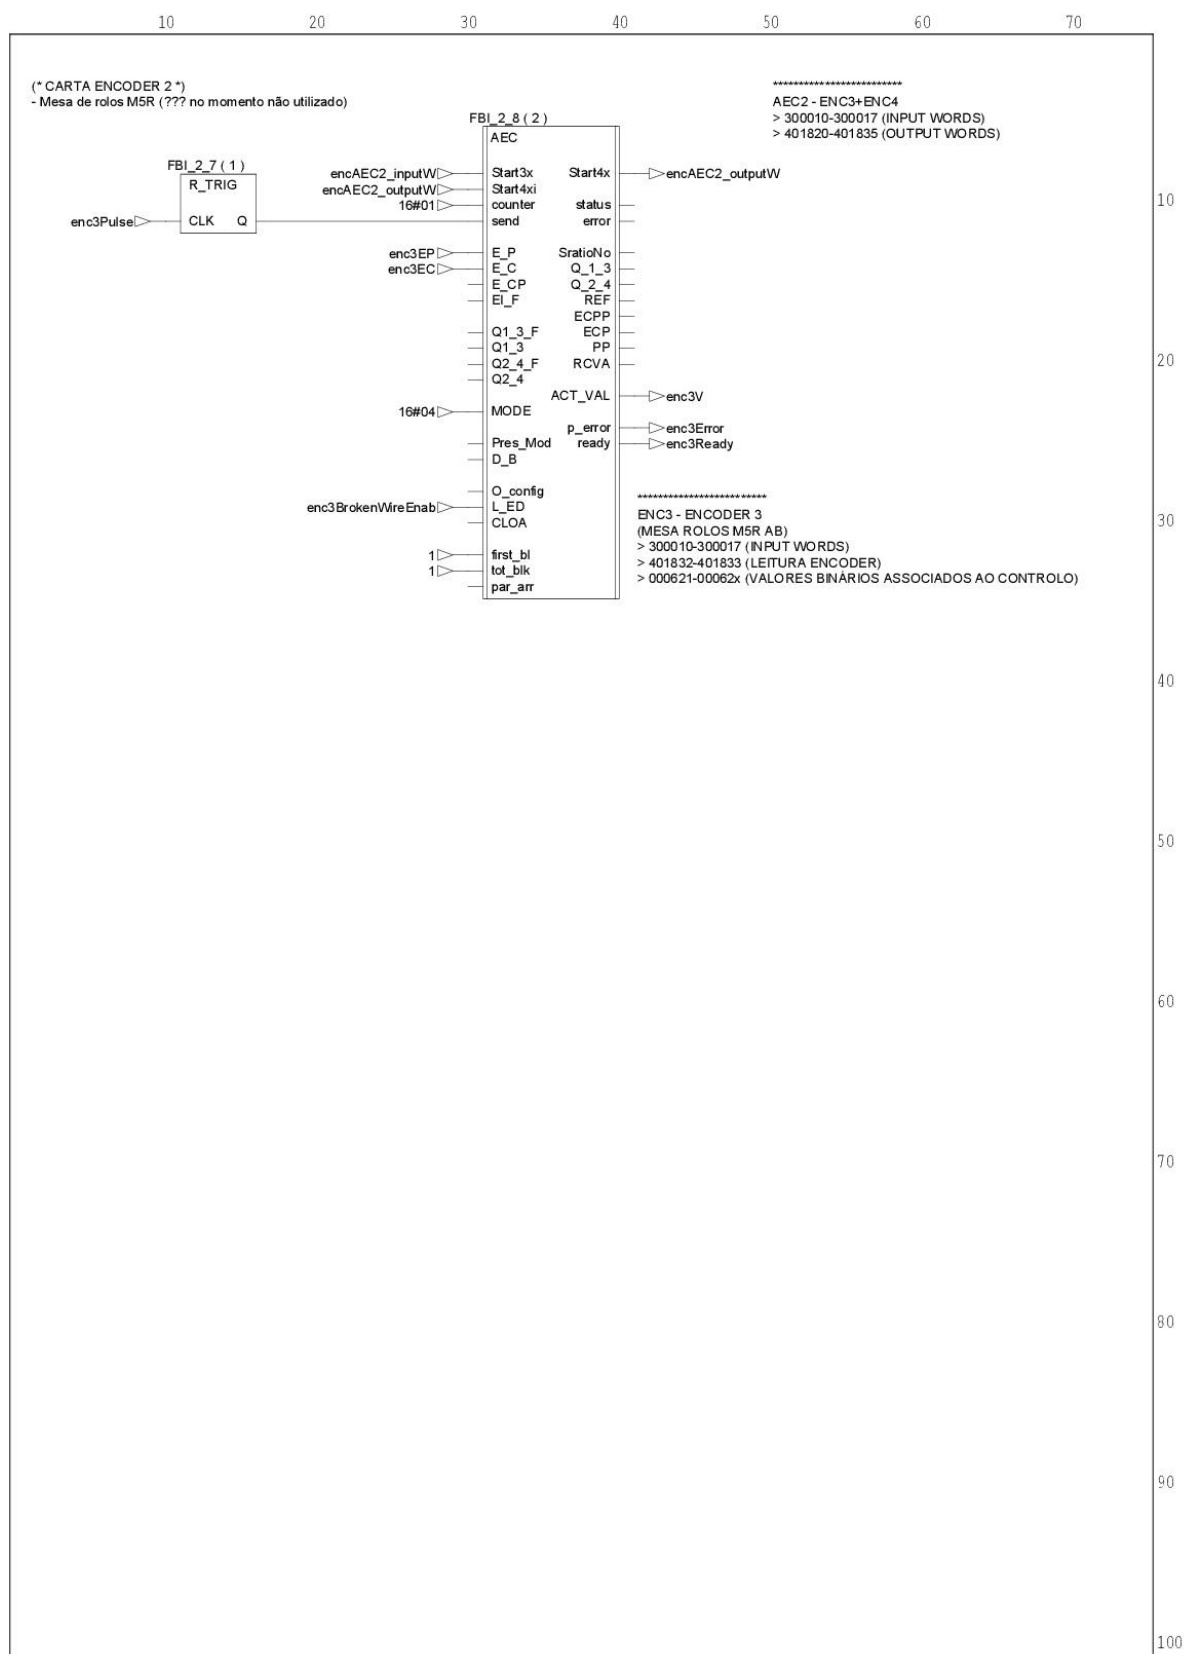 10 20 30 40 50 60 70
(* CARTA ENCODER 2 *)
- Mesa de rolos M5R (??? no momento não utilizado)
*************************
AEC2 - ENC3+ENC4
> 300010-300017 (INPUT WORDS)
> 401820-401835 (OUTPUT WORDS)
FBI_2_7 ( 1 )
R_TRIG
enc3Pulse CLK Q
FBI_2_8 ( 2 )
AEC
encAEC2_inputW Start3x Start4x encAEC2_outputW
encAEC2_outputW Start4xi
16#01 counter status
send error
enc3EP E_P SratioNo
enc3EC E_C Q_1_3
E_CP Q_2_4
EI_F REF
ECPP
Q1_3_F ECP
Q1_3 PP
Q2_4_F RCVA
Q2_4
ACT_VAL enc3V
16#04 MODE
p_error enc3Error
Pres_Mod ready enc3Ready
D_B
O_config
enc3BrokenWireEnab L_ED
CLOA
1 first_bl
1 tot_blk
par_arr
*************************
ENC3 - ENCODER 3
(MESA ROLOS M5R AB)
> 300010-300017 (INPUT WORDS)
> 401832-401833 (LEITURA ENCODER)
> 000621-00062x (VALORES BINÁRIOS ASSOCIADOS AO CONTROLO)
10
20
30
40
50
60
70
80
90
100